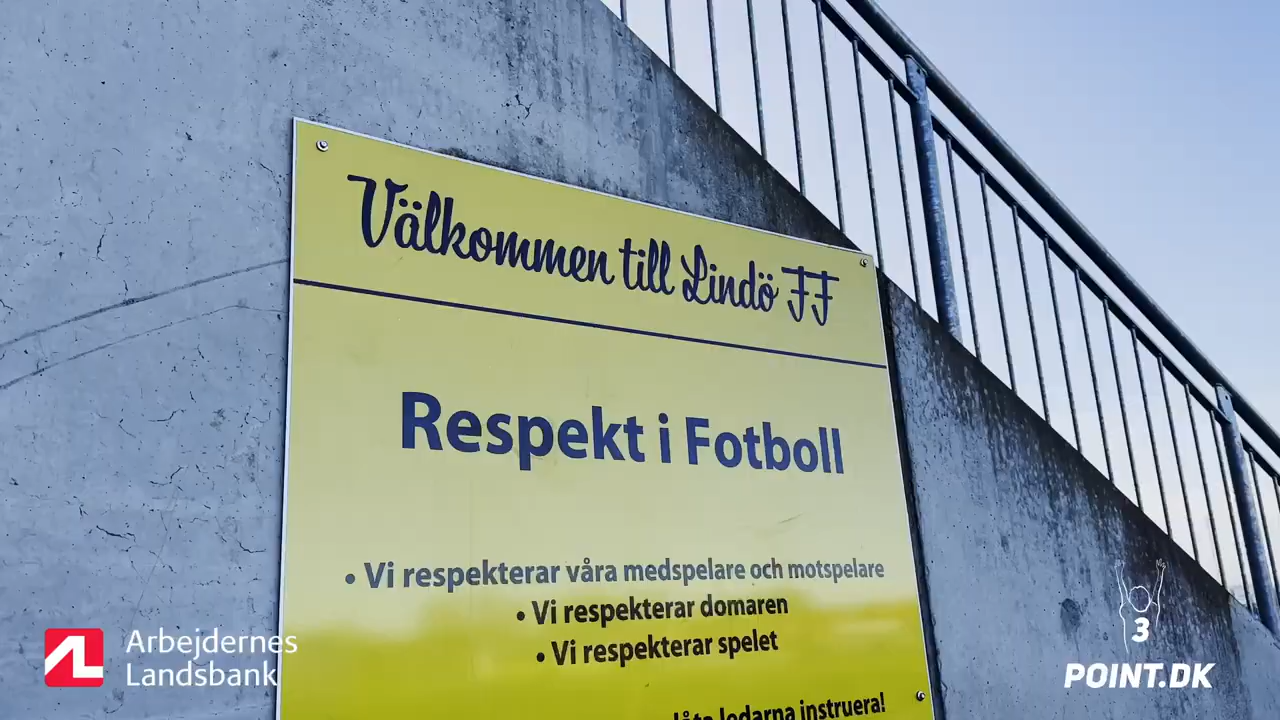 Välkommen till Lindö FF
Respekt i Fotboll
• Vi respekterar våra medspelare och motspelare
• Vi respekterar domaren
• Vi respekterar spelet
låta ledarna instruera!
Arbejdernes
Landsbank
3
POINT.DK